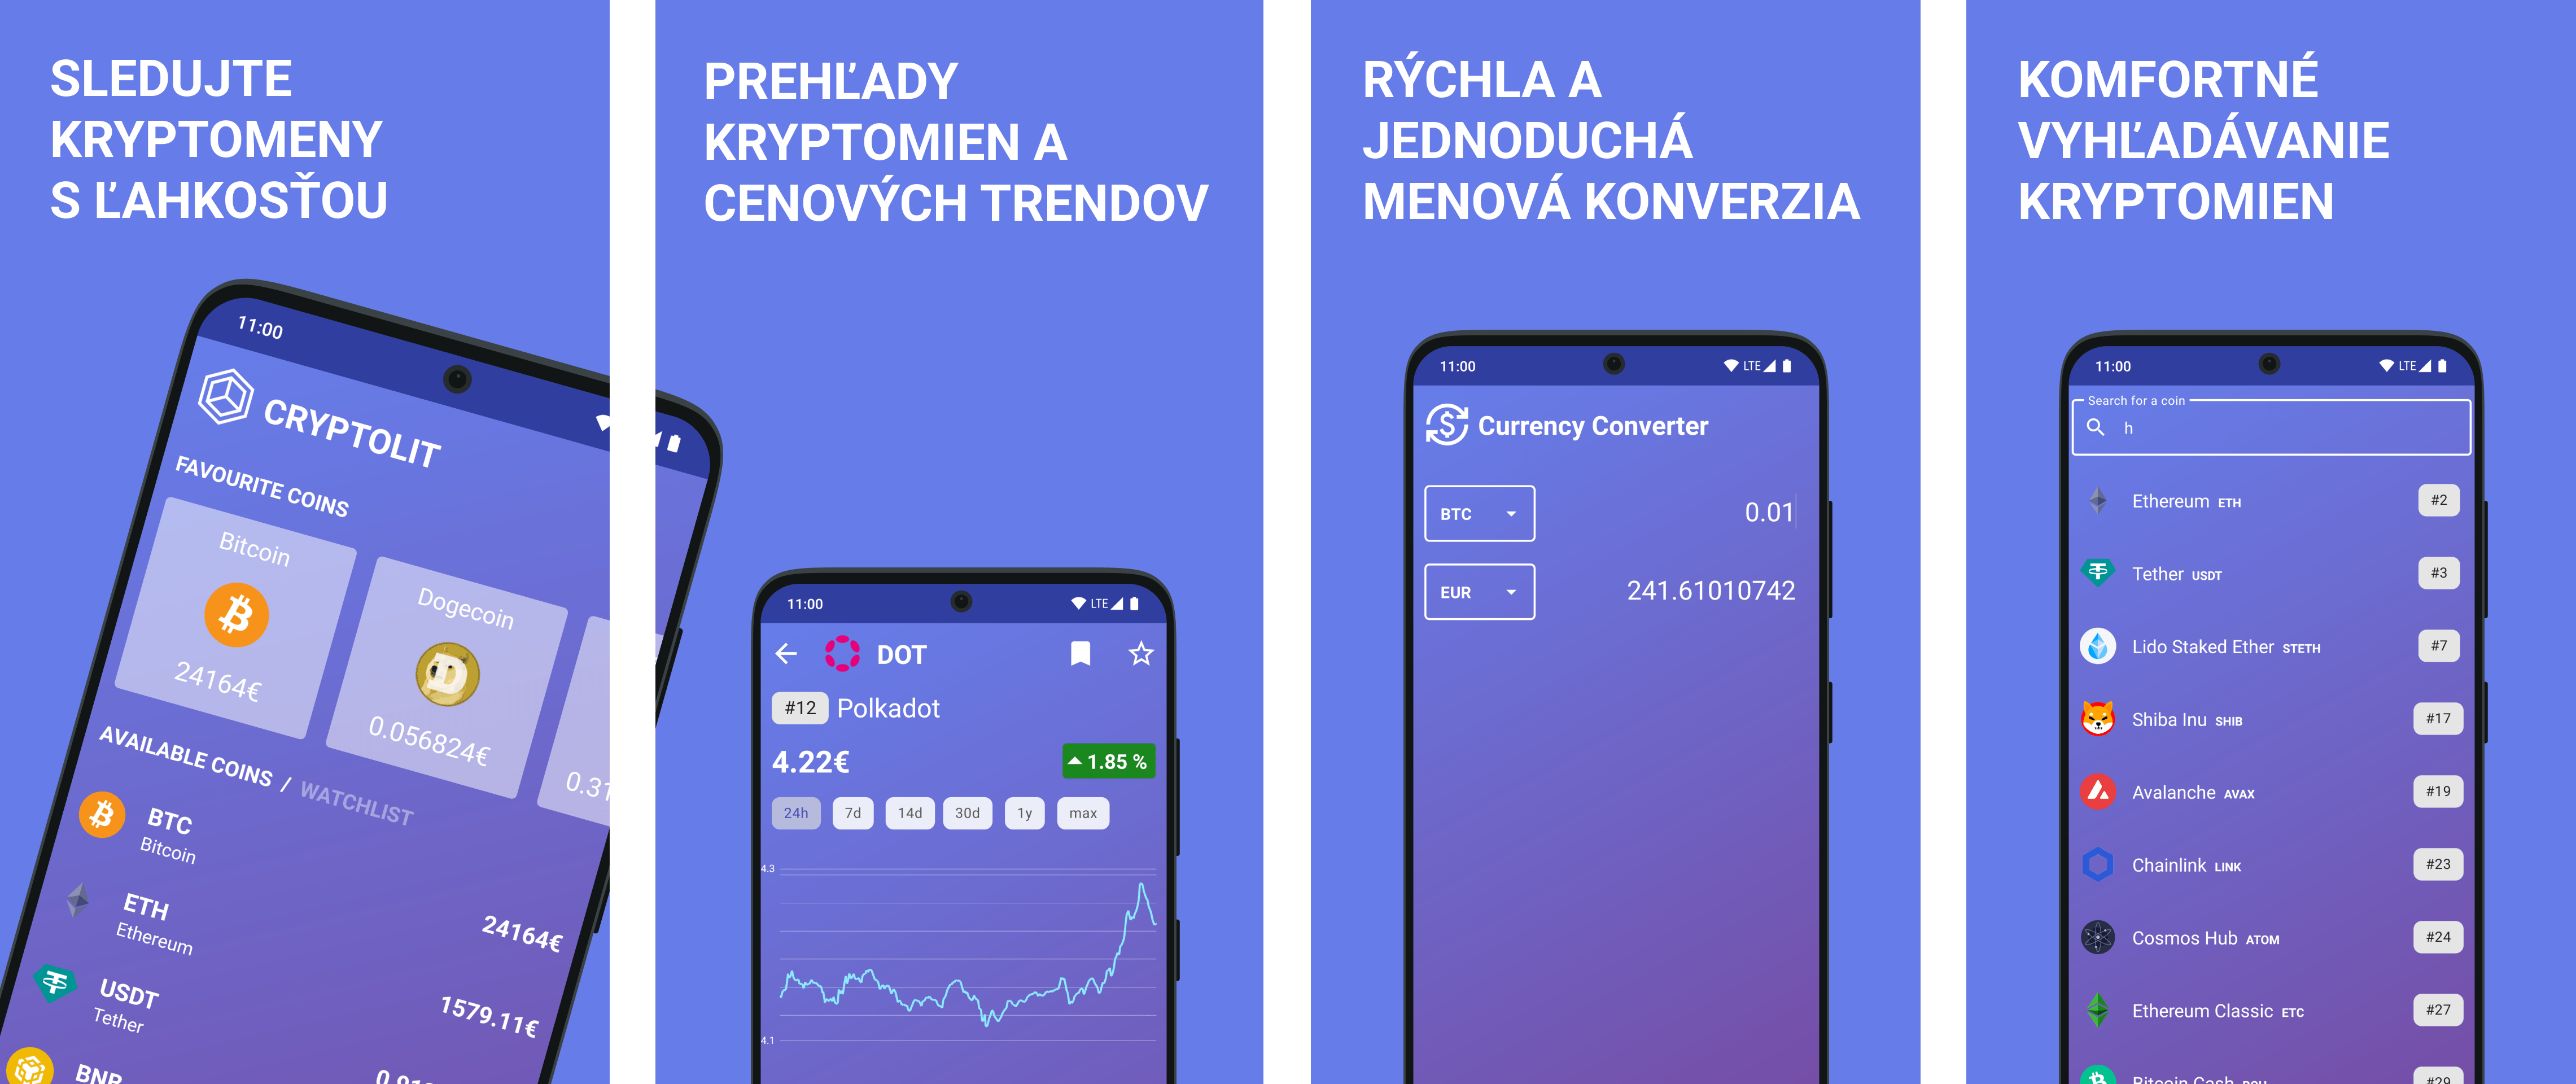 SLEDUJTE
KRYPTOMENY
S ĽAHKOSŤOU
11:00
CRYPTOLIT
FAVOURITE COINS
Bitcoin
24164€
Dogecoin
0.056824€
0.31
AVAILABLE COINS / WATCHLIST
BTC
Bitcoin
24164€
ETH
Ethereum
1579.11€
USDT
Tether
BNB
PREHĽADY
KRYPTOMIEN A
CENOVÝCH TRENDOV
11:00 LTE
DOT
#12 Polkadot
4.22€ 1.85 %
24h 7d 14d 30d 1y max
4.3
4.1
RÝCHLA A
JEDNODUCHÁ
MENOVÁ KONVERZIA
11:00 LTE
Currency Converter
BTC 0.01
EUR 241.61010742
KOMFORTNÉ
VYHĽADÁVANIE
KRYPTOMIEN
11:00 LTE
Search for a coin
h
Ethereum ETH #2
Tether USDT #3
Lido Staked Ether STETH #7
Shiba Inu SHIB #17
Avalanche AVAX #19
Chainlink LINK #23
Cosmos Hub ATOM #24
Ethereum Classic ETC #27
Bitcoin Cash BCH #29